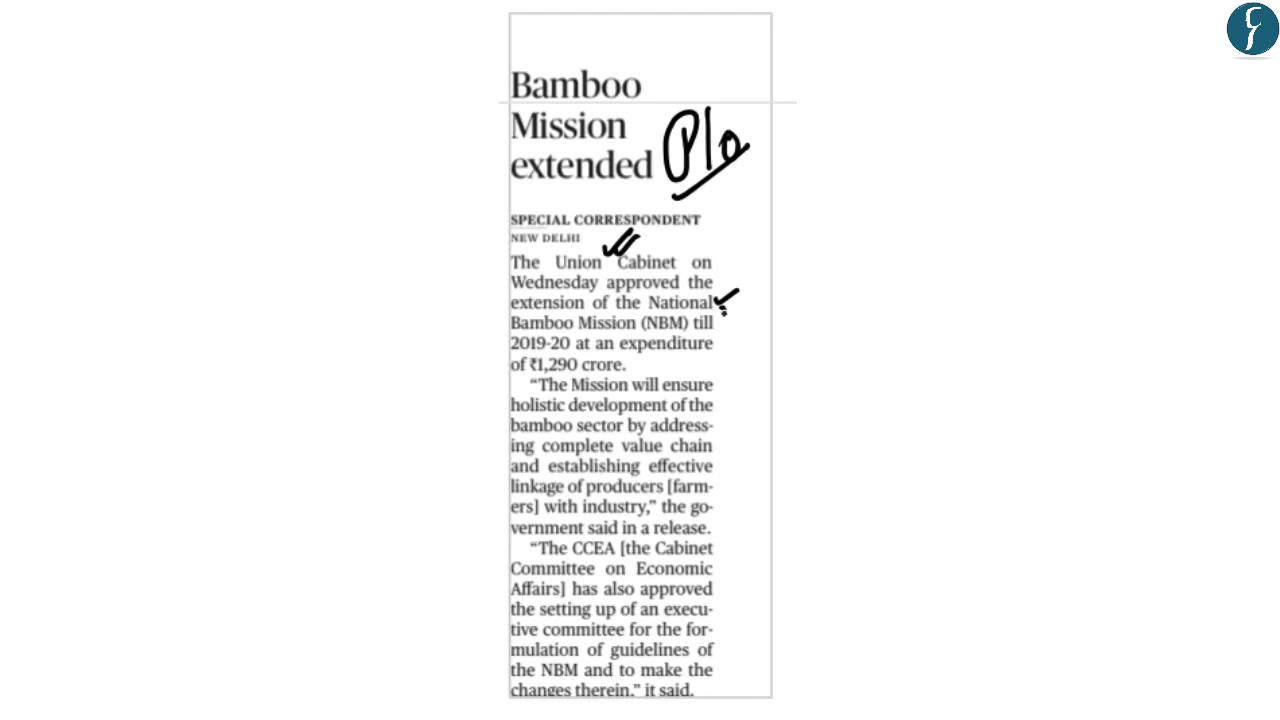 Bamboo
Mission
extended
SPECIAL CORRESPONDENT
NEW DELHI
The Union Cabinet on
Wednesday approved the
extension of the National
Bamboo Mission (NBM) till
2019-20 at an expenditure
of ₹1,290 crore.
“The Mission will ensure
holistic development of the
bamboo sector by address-
ing complete value chain
and establishing effective
linkage of producers [farm-
ers] with industry,” the go-
vernment said in a release.
“The CCEA [the Cabinet
Committee on Economic
Affairs] has also approved
the setting up of an execu-
tive committee for the for-
mulation of guidelines of
the NBM and to make the
changes therein,” it said.